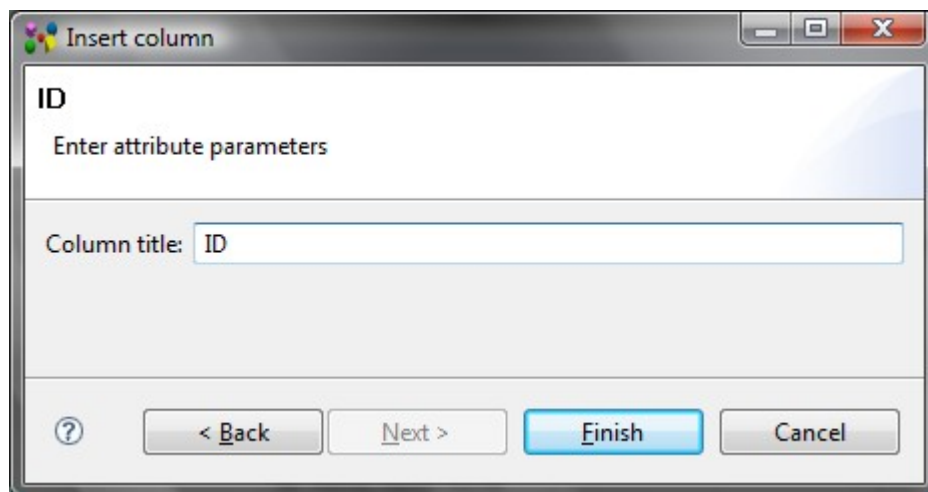 Insert column
ID
Enter attribute parameters
Column title: ID
< Back Next > Finish Cancel